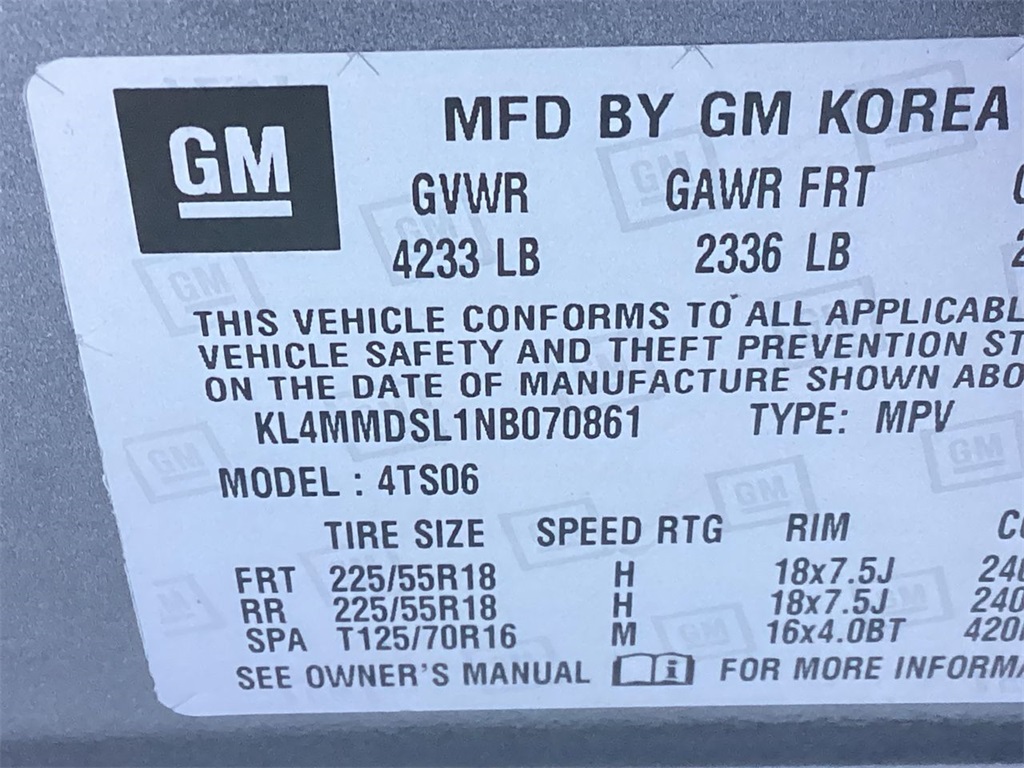 GM
MFD BY GM KOREA
GVWR GAWR FRT
4233 LB 2336 LB
THIS VEHICLE CONFORMS TO ALL APPLICABL
VEHICLE SAFETY AND THEFT PREVENTION ST
ON THE DATE OF MANUFACTURE SHOWN ABO
KL4MMDSL1NB070861 TYPE: MPV
MODEL : 4TS06
TIRE SIZE SPEED RTG RIM
FRT 225/55R18 H 18x7.5J 240
RR 225/55R18 H 18x7.5J 240
SPA T125/70R16 M 16x4.0BT 420
SEE OWNER'S MANUAL FOR MORE INFORMA